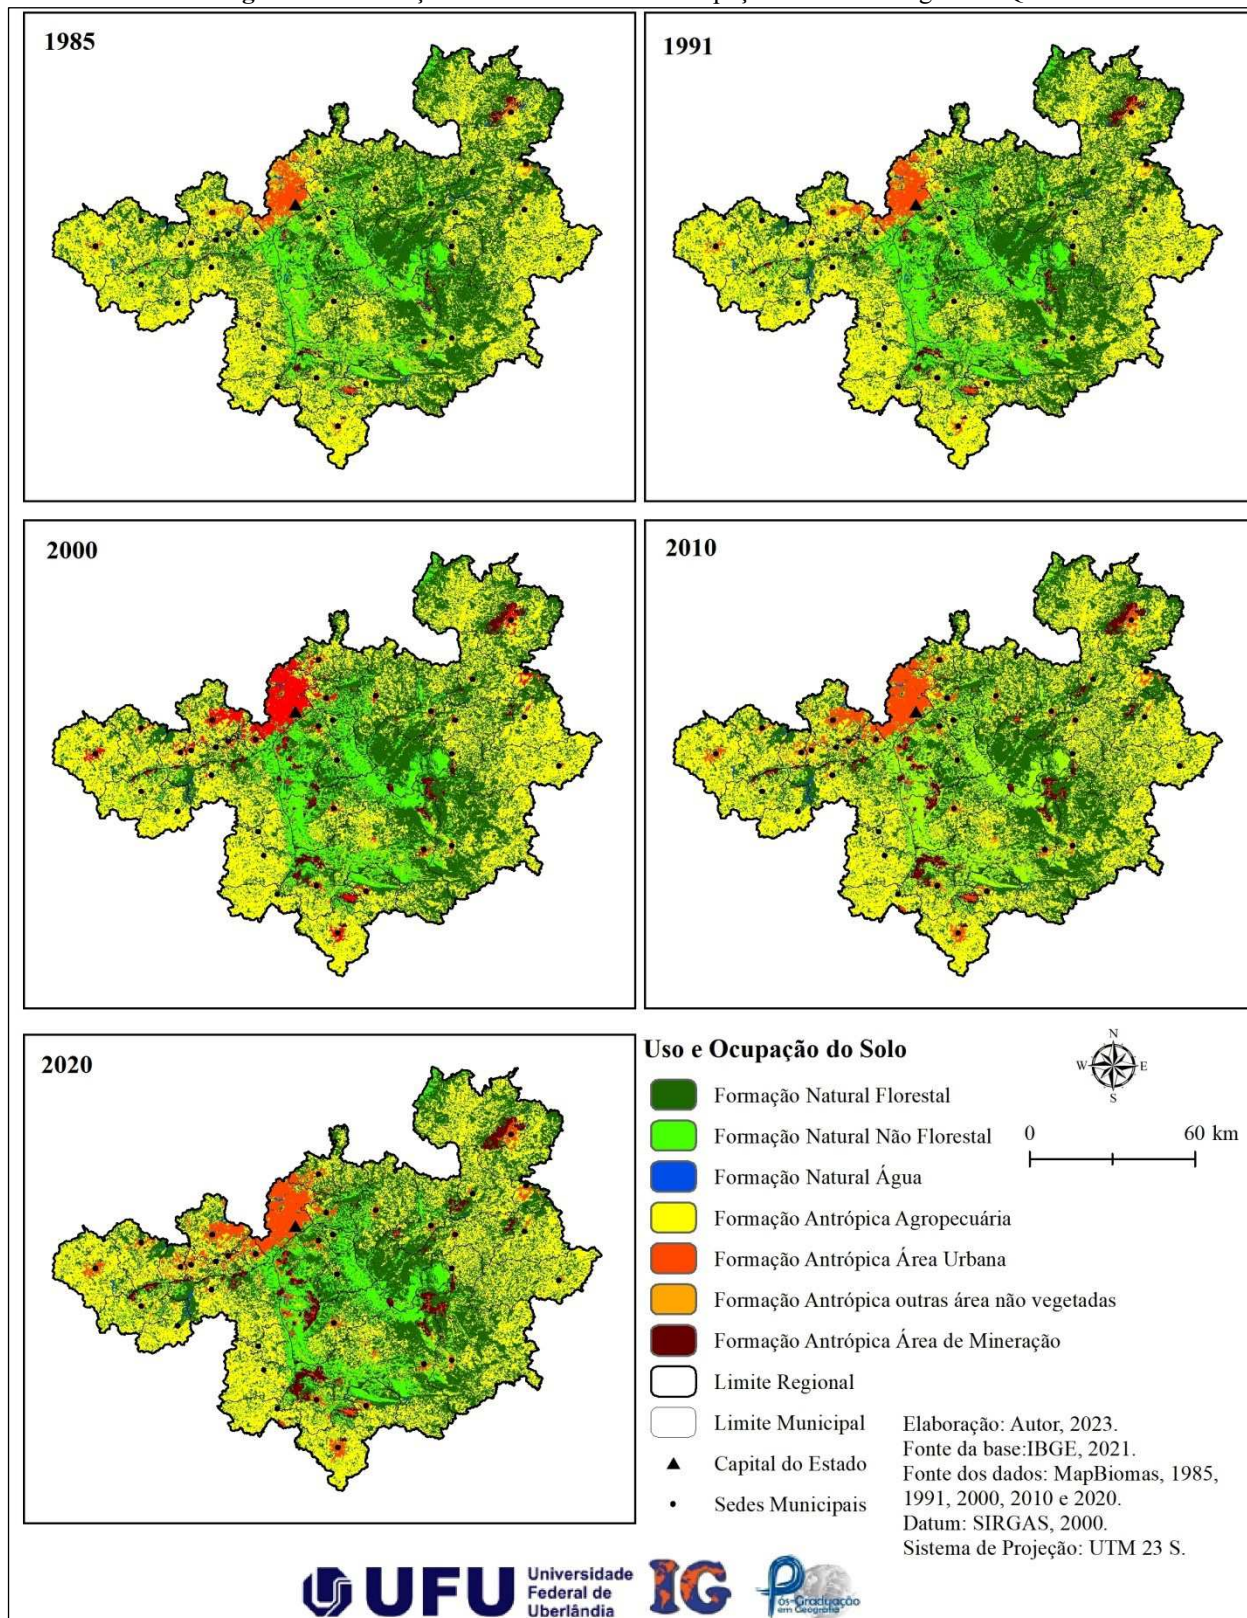 1985
1991
2000
2010
2020
Uso e Ocupação do Solo
Formação Natural Florestal
Formação Natural Não Florestal
Formação Natural Água
Formação Antrópica Agropecuária
Formação Antrópica Área Urbana
Formação Antrópica outras área não vegetadas
Formação Antrópica Área de Mineração
Limite Regional
Limite Municipal
Capital do Estado
Sedes Municipais
N
W E
S
0 60 km
Elaboração: Autor, 2023.
Fonte da base:IBGE, 2021.
Fonte dos dados: MapBiomas, 1985,
1991, 2000, 2010 e 2020.
Datum: SIRGAS, 2000.
Sistema de Projeção: UTM 23 S.
UFU
Universidade
Federal de
Uberlândia
IG
Pós-Graduação
em Geografia